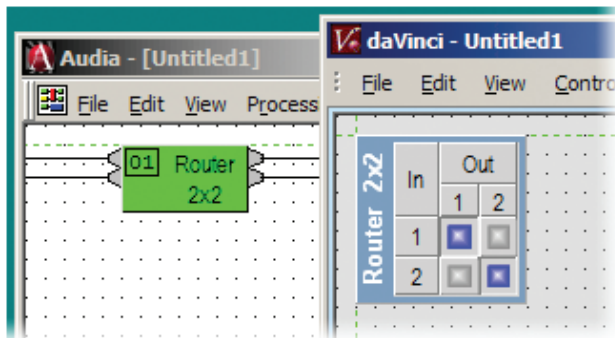 Audia - [Untitled1]
File Edit View Process
01 Router
2x2
daVinci - Untitled1
File Edit View Contro
Router 2x2
In Out
1 2
1
2